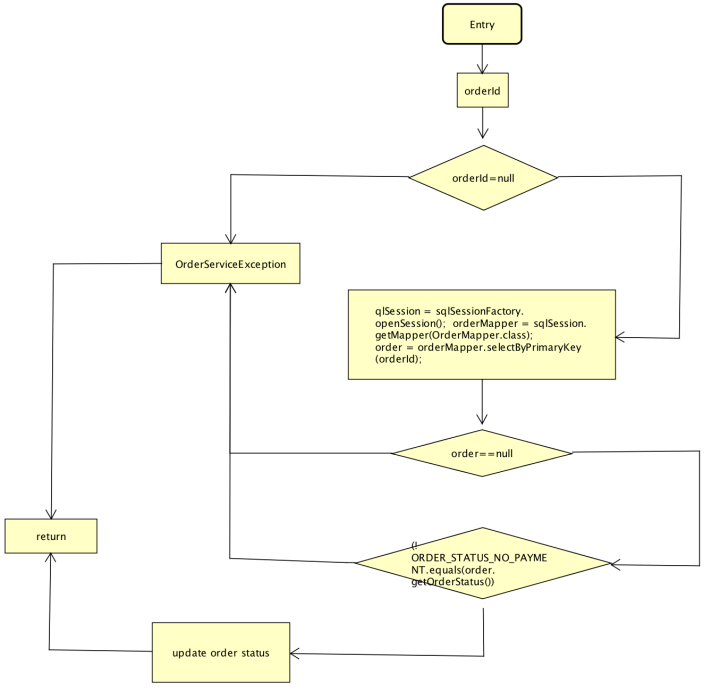 Entry
orderId
orderId=null
OrderServiceException
qlSession = sqlSessionFactory.
openSession();  orderMapper = sqlSession.
getMapper(OrderMapper.class);
order = orderMapper.selectByPrimaryKey
(orderId);
order==null
(!
ORDER_STATUS_NO_PAYME
NT.equals(order.
getOrderStatus())
return
update order status